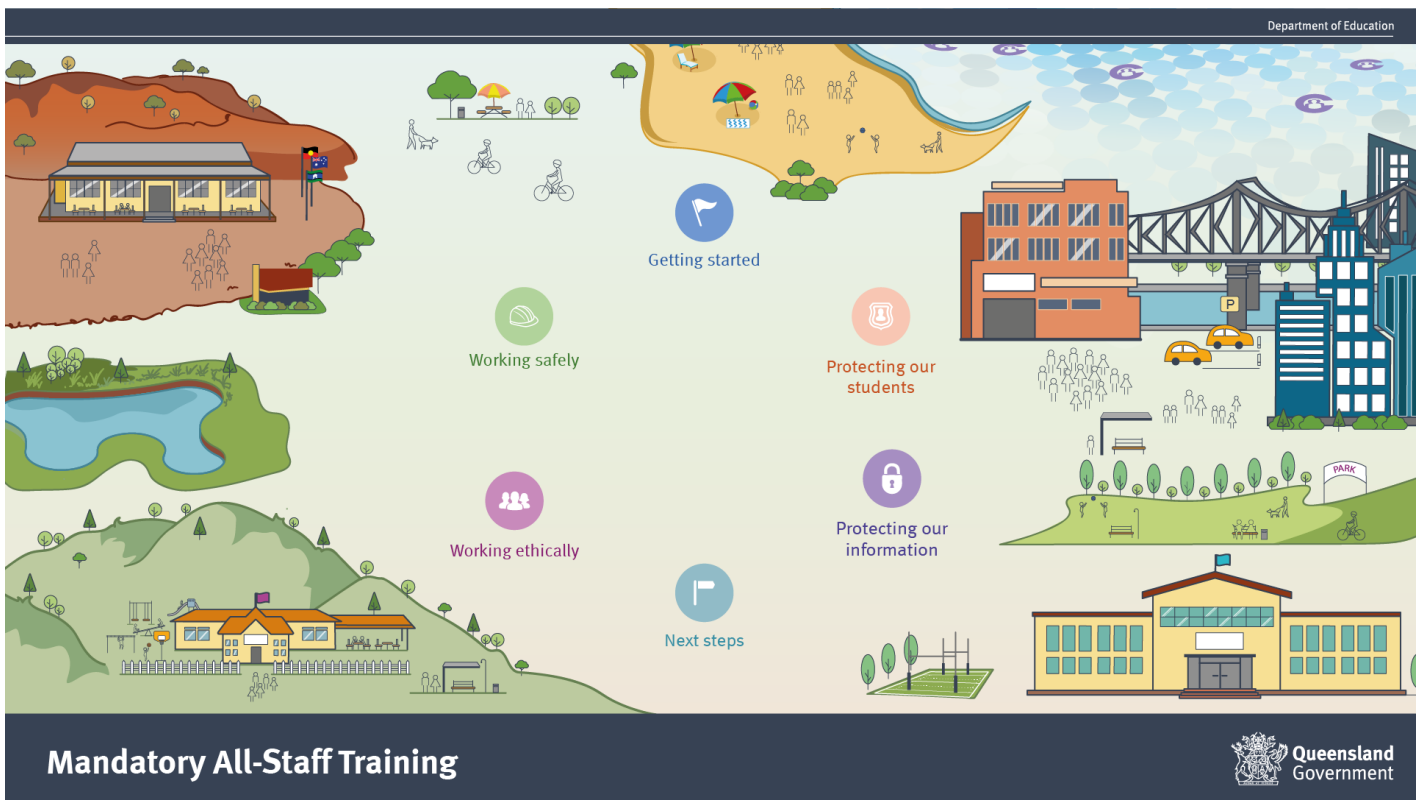 Department of Education
Getting started
Working safely
Protecting our
students
P
PARK
Working ethically
Protecting our
information
Next steps
Mandatory All-Staff Training
Queensland
Government